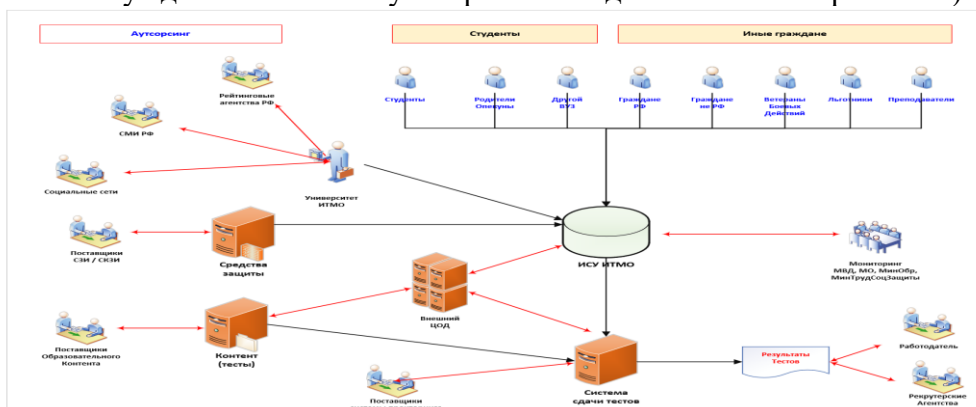 Аутсорсинг
Студенты
Иные граждане
Рейтинговые
агентства РФ
СМИ РФ
Социальные сети
Университет
ИТМО
Студенты
Родители
Опекуны
Другой
ВУЗ
Граждане
РФ
Граждане
не РФ
Ветераны
Боевых
Действий
Льготники
Преподаватели
Поставщики
СЗИ / СКЗИ
Средства
защиты
ИСУ ИТМО
Мониторинг
МВД, МО, МинОбр,
МинТрудСоцЗащиты
Внешний
ЦОД
Поставщики
Образовательного
Контента
Контент
(тесты)
Поставщики
Система
сдачи тестов
Результаты
Тестов
Работодатель
Рекрутерские
Агентства